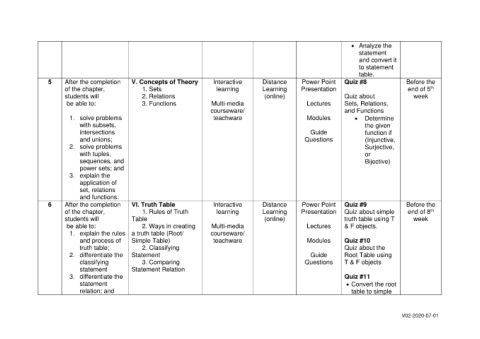 • Analyze the
statement
and convert it
to statement
table.
5
After the completion
of the chapter,
students will
be able to:
1. solve problem
with subsets,
intersections
and unions;
2. solve problems
with tuples,
sequences, and
power sets; and
3. explain the
application of
set, relations
and functions.
V. Concepts of Theory
1. Sets
2. Relations
3. Functions
Interactive
learning
Multi-media
courseware/
teachware
Distance
Learning
(online)
Power Point
Presentation
Lectures
Modules
Guide
Questions
Quiz #8
Quiz about
Sets, Relations,
and Functions
• Determine
the given
function if
(Injunctive,
Surjective,
or
Bijective)
Before the
end of 5th
week
6
After the completion
of the chapter,
students will
be able to:
1. explain the rules
and process of
truth table;
2. differentiate the
classifying
statement
3. differentiate the
statement
relation; and
VI. Truth Table
1. Rules of Truth
Table
2. Ways in creating
a truth table (Root/
Simple Table)
2. Classifying
Statement
3. Comparing
Statement Relation
Interactive
learning
Multi-media
courseware/
teachware
Distance
Learning
(online)
Power Point
Presentation
Lectures
Modules
Guide
Questions
Quiz #9
Quiz about simple
truth table using T
& F objects.
Quiz #10
Quiz about the
Root Table using
T & F objects
Quiz #11
• Convert the root
table to simple
Before the
end of 8th
week
V02-2020-07-01